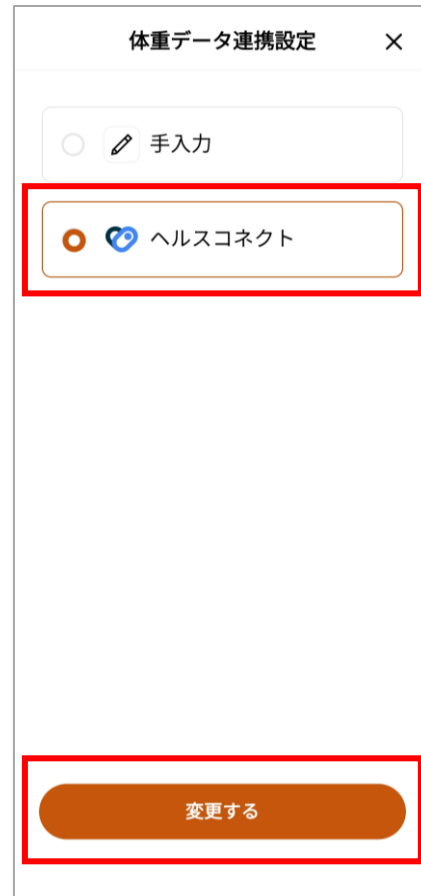 体重データ連携設定
手入力
ヘルスコネクト
変更する